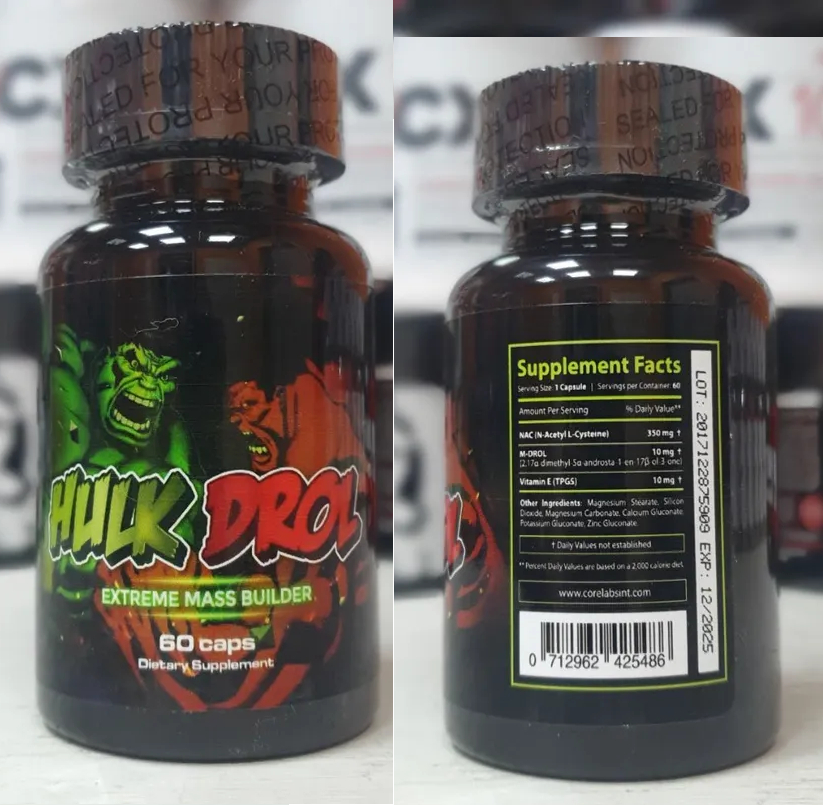 SEALED FOR YOUR PROTECTION
HULK DROL
EXTREME MASS BUILDER
60 caps
Dietary Supplement
SEALED FOR
Supplement Facts
Serving Size: 1 Capsule | Servings per Container: 60
Amount Per Serving % Daily Value**
NAC (N-Acetyl L-Cysteine) 350 mg †
M-DROL 10 mg †
(2,17a dimethyl 5a-androsta 1 en 17β ol-3 one)
Vitamin E (TPGS) 10 mg †
Other Ingredients: Magnesium Stearate, Silicon
Dioxide, Magnesium Carbonate, Calcium Gluconate
Potassium Gluconate, Zinc Gluconate.
† Daily Values not established
** Percent Daily Values are based on a 2,000 calorie diet.
www.corelabsint.com
0 712962 425486
LOT: 2017122875909 EXP: 12/2025